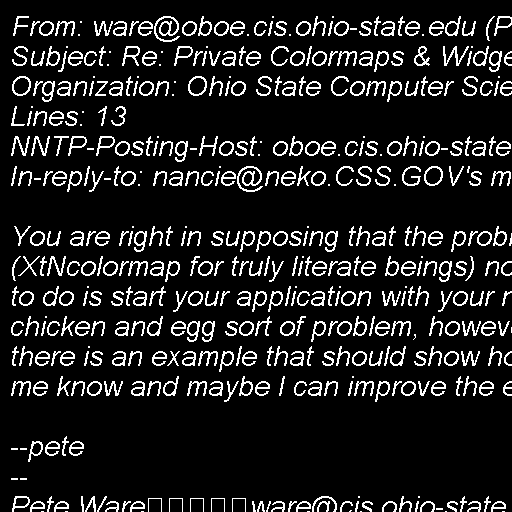 From: ware@oboe.cis.ohio-state.edu (P
Subject: Re: Private Colormaps & Widge
Organization: Ohio State Computer Scie
Lines: 13
NNTP-Posting-Host: oboe.cis.ohio-state
In-reply-to: nancie@neko.CSS.GOV's m
You are right in supposing that the prob
(XtNcolormap for truly literate beings) no
to do is start your application with your
chicken and egg sort of problem, howeve
there is an example that should show ho
me know and maybe I can improve the e
--pete
--
Pete Ware□□□□□ware@cis.ohio-state